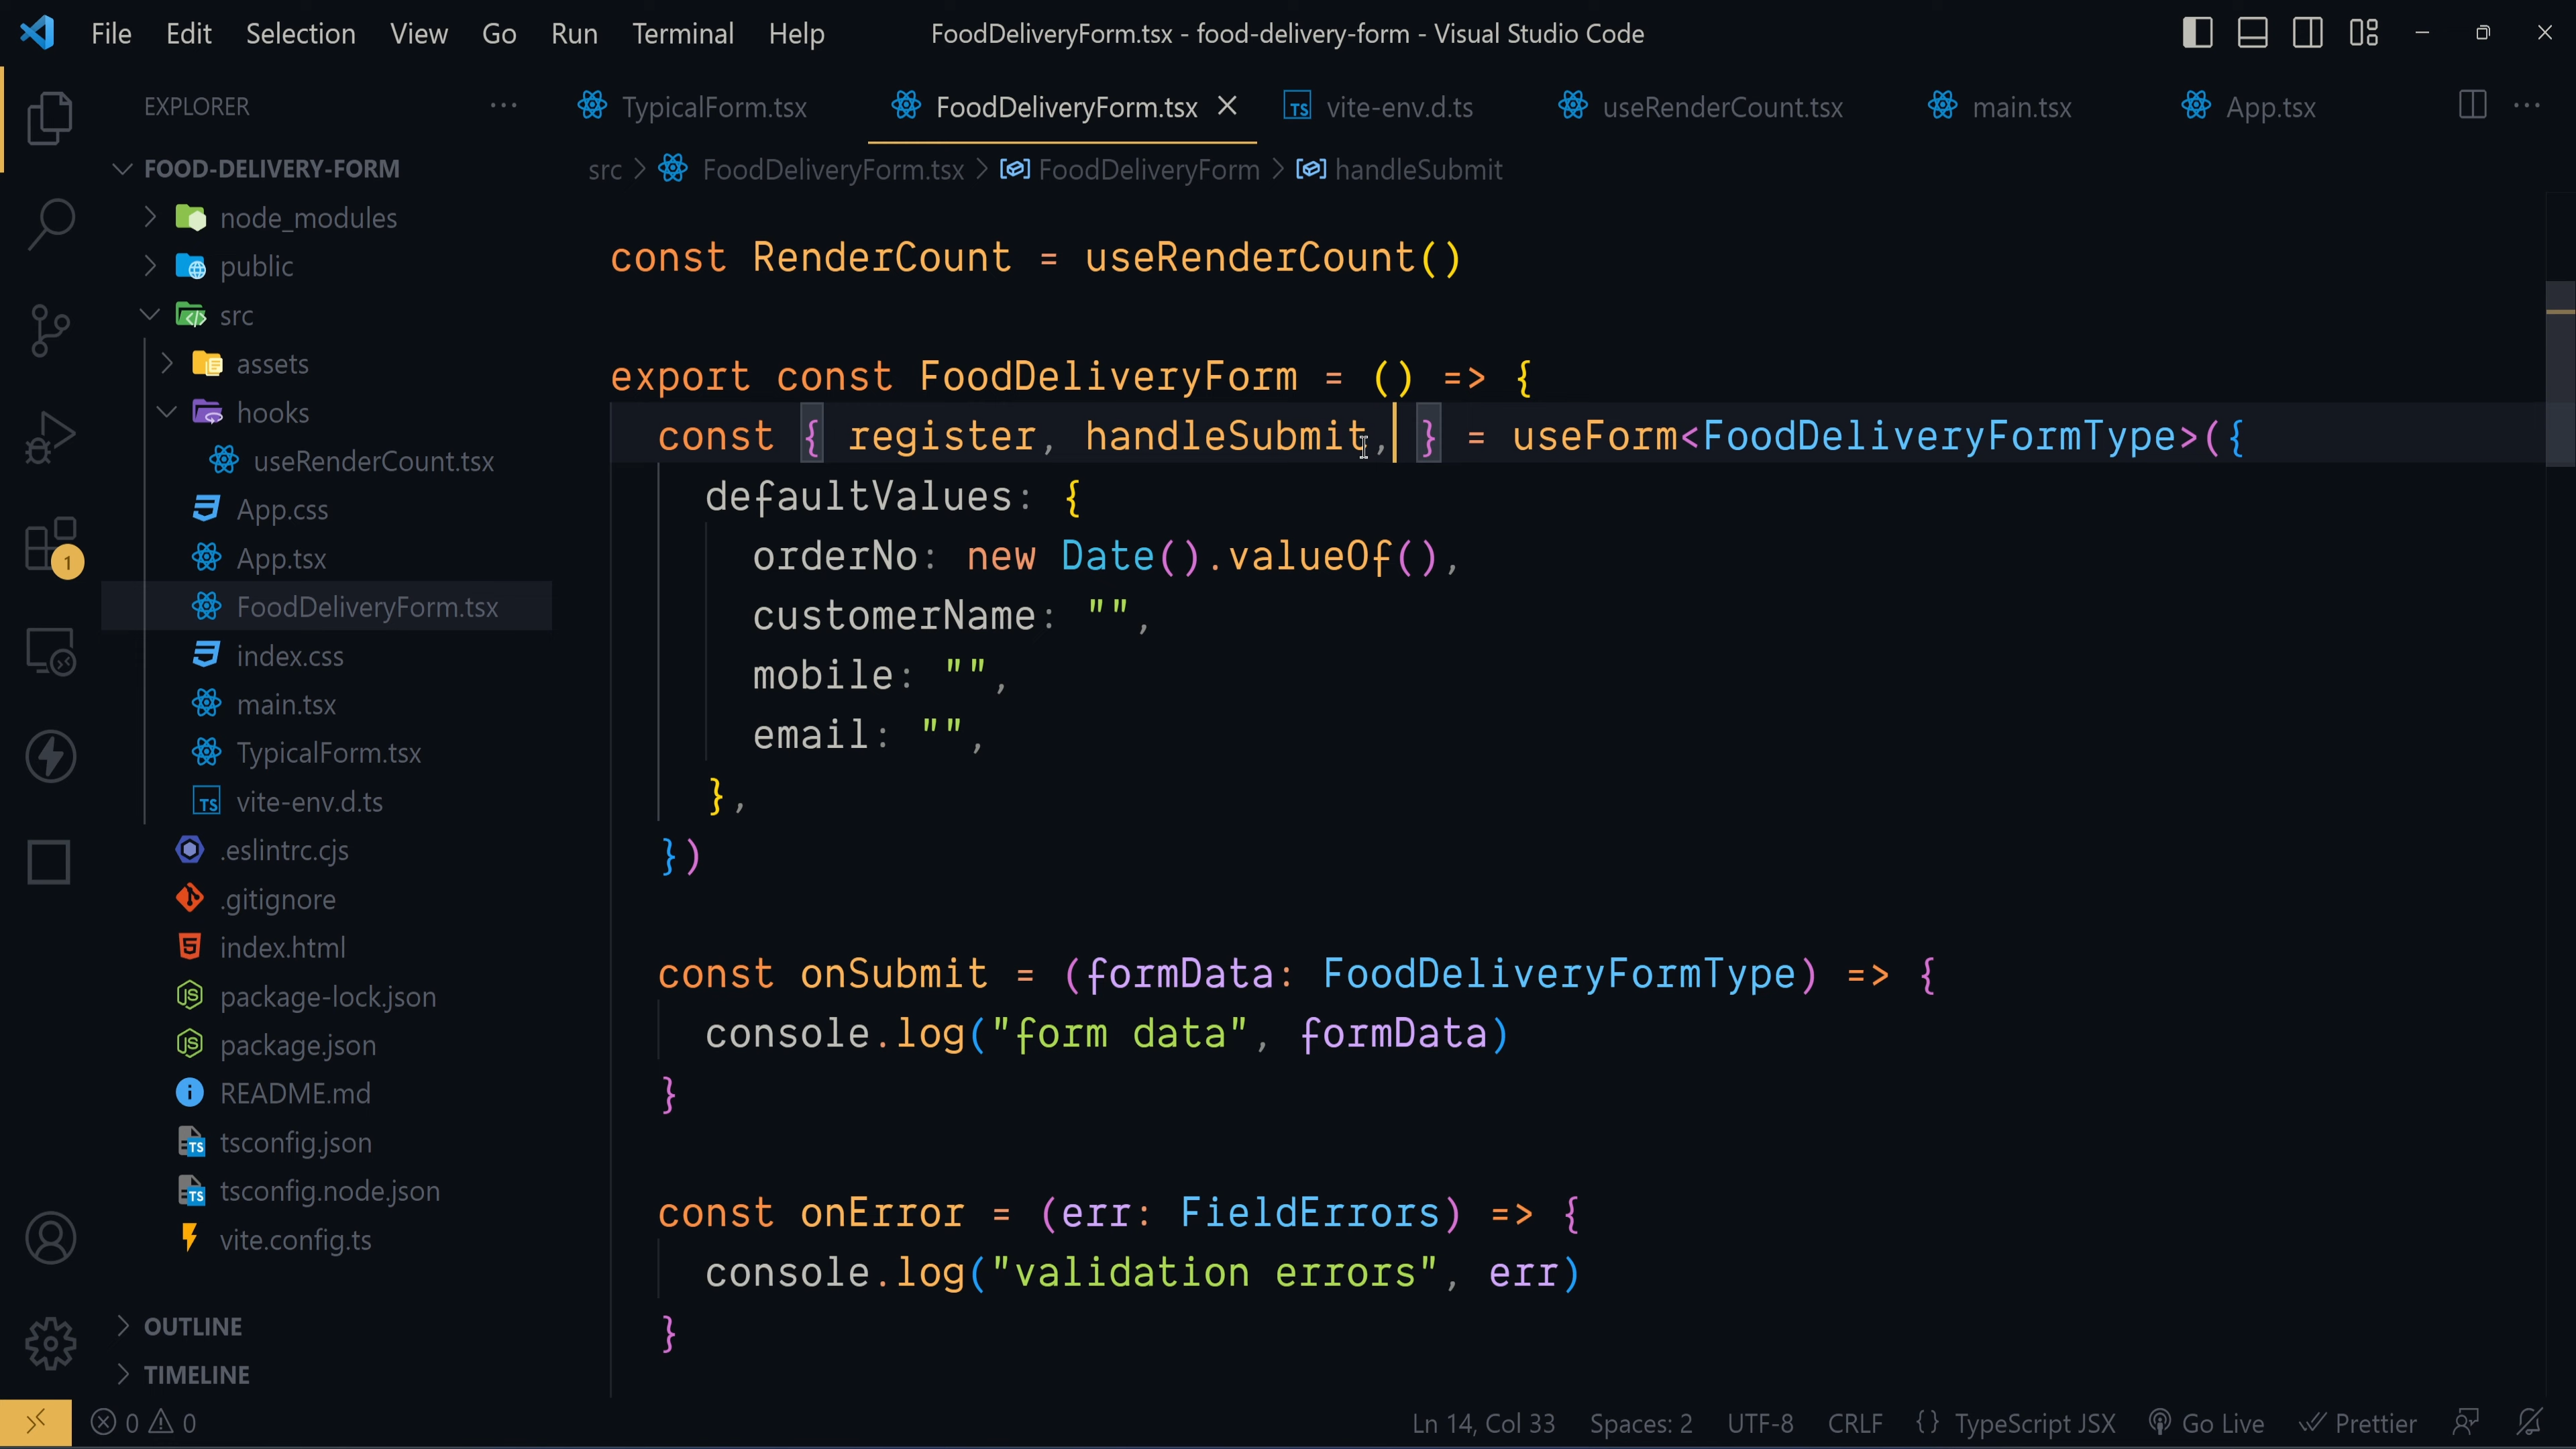 File Edit Selection View Go Run Terminal Help
FoodDeliveryForm.tsx - food-delivery-form - Visual Studio Code
EXPLORER
FOOD-DELIVERY-FORM
node_modules
public
src
assets
hooks
useRenderCount.tsx
App.css
App.tsx
FoodDeliveryForm.tsx
index.css
main.tsx
TypicalForm.tsx
TS vite-env.d.ts
.eslintrc.cjs
.gitignore
index.html
package-lock.json
package.json
README.md
tsconfig.json
tsconfig.node.json
vite.config.ts
OUTLINE
TIMELINE
1
TypicalForm.tsx FoodDeliveryForm.tsx TS vite-env.d.ts useRenderCount.tsx main.tsx App.tsx
src > FoodDeliveryForm.tsx > FoodDeliveryForm > handleSubmit
const RenderCount = useRenderCount()
export const FoodDeliveryForm = () => {
const { register, handleSubmit, } = useForm<FoodDeliveryFormType>({
defaultValues: {
orderNo: new Date().valueOf(),
customerName: "",
mobile: "",
email: "",
},
})
const onSubmit = (formData: FoodDeliveryFormType) => {
console.log("form data", formData)
}
const onError = (err: FieldErrors) => {
console.log("validation errors", err)
}
0 0 Ln 14, Col 33 Spaces: 2 UTF-8 CRLF {} TypeScript JSX Go Live Prettier